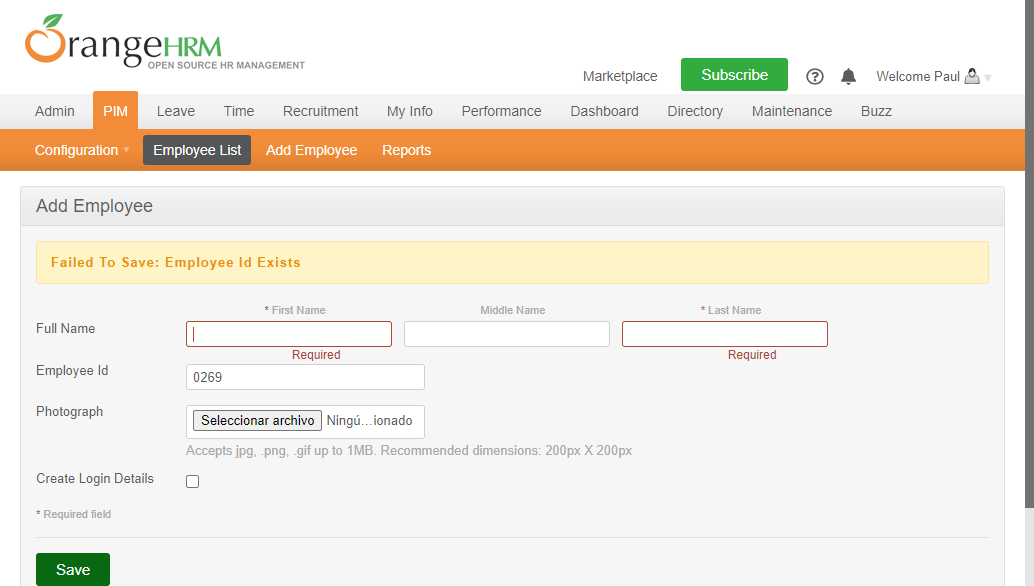 OrangeHRM
OPEN SOURCE HR MANAGEMENT
Marketplace Subscribe ? Welcome Paul
Admin PIM Leave Time Recruitment My Info Performance Dashboard Directory Maintenance Buzz
Configuration Employee List Add Employee Reports
Add Employee
Failed To Save: Employee Id Exists
* First Name Middle Name * Last Name
Full Name
Required Required
Employee Id 0269
Photograph Seleccionar archivo Ningú...ionado
Accepts jpg, .png, .gif up to 1MB. Recommended dimensions: 200px X 200px
Create Login Details
* Required field
Save